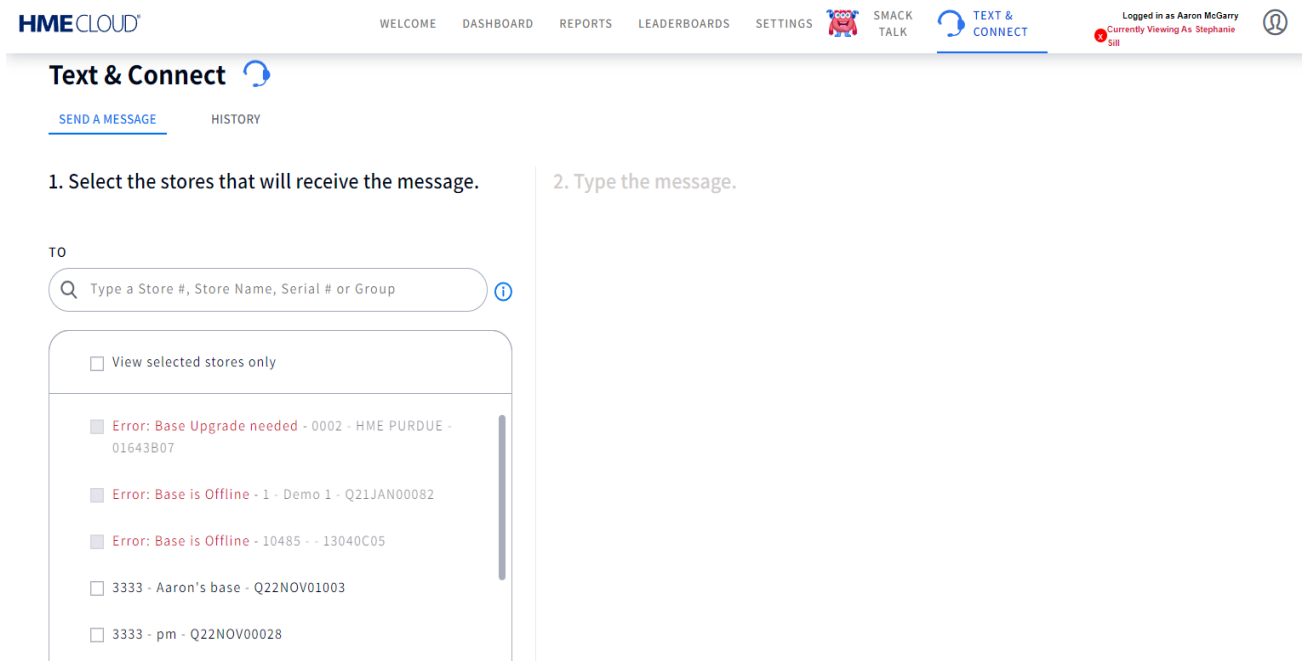 HME CLOUD®
WELCOME DASHBOARD REPORTS LEADERBOARDS SETTINGS
SMACK
TALK
TEXT &
CONNECT
Logged in as Aaron McGarry
x Currently Viewing As Stephanie
Sill
Text & Connect
SEND A MESSAGE HISTORY
1. Select the stores that will receive the message.
TO
Type a Store #, Store Name, Serial # or Group
i
View selected stores only
Error: Base Upgrade needed - 0002 - HME PURDUE -
01643B07
Error: Base is Offline - 1 - Demo 1 - Q21JAN00082
Error: Base is Offline - 10485 - - 13040C05
3333 - Aaron's base - Q22NOV01003
3333 - pm - Q22NOV00028
2. Type the message.